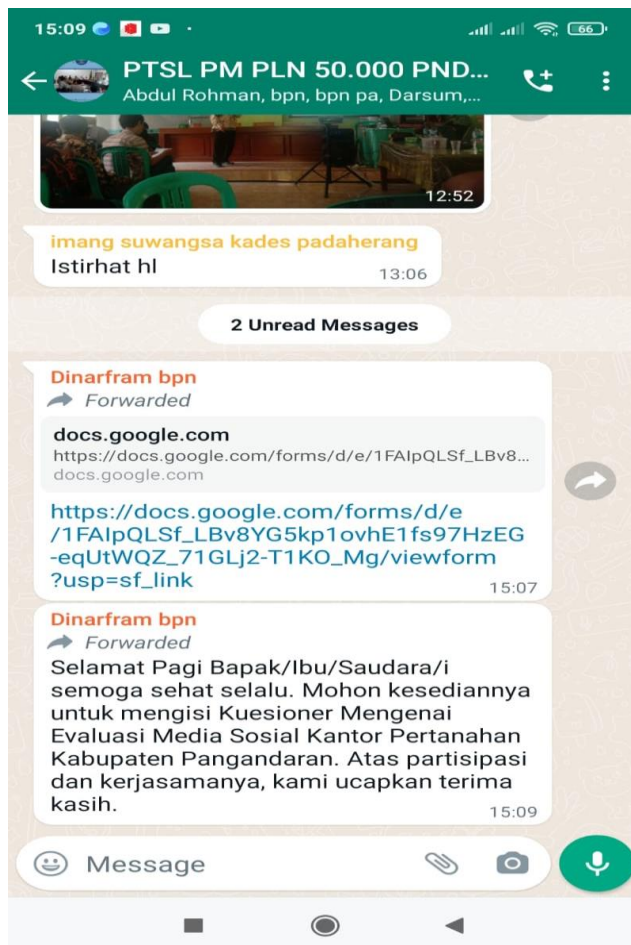 15:09
66
PTSL PM PLN 50.000 PND...
Abdul Rohman, bpn, bpn pa, Darsum,...
12:52
imang suwangsa kades padaherang
Istirhat hl
13:06
2 Unread Messages
Dinarfram bpn
Forwarded
docs.google.com
https://docs.google.com/forms/d/e/1FAIpQLSf_LBv8...
docs.google.com
https://docs.google.com/forms/d/e
/1FAIpQLSf_LBv8YG5kp1ovhE1fs97HzEG
-eqUtWQZ_71GLj2-T1KO_Mg/viewform
?usp=sf_link
15:07
Dinarfram bpn
Forwarded
Selamat Pagi Bapak/Ibu/Saudara/i
semoga sehat selalu. Mohon kesediannya
untuk mengisi Kuesioner Mengenai
Evaluasi Media Sosial Kantor Pertanahan
Kabupaten Pangandaran. Atas partisipasi
dan kerjasamanya, kami ucapkan terima
kasih.
15:09
Message